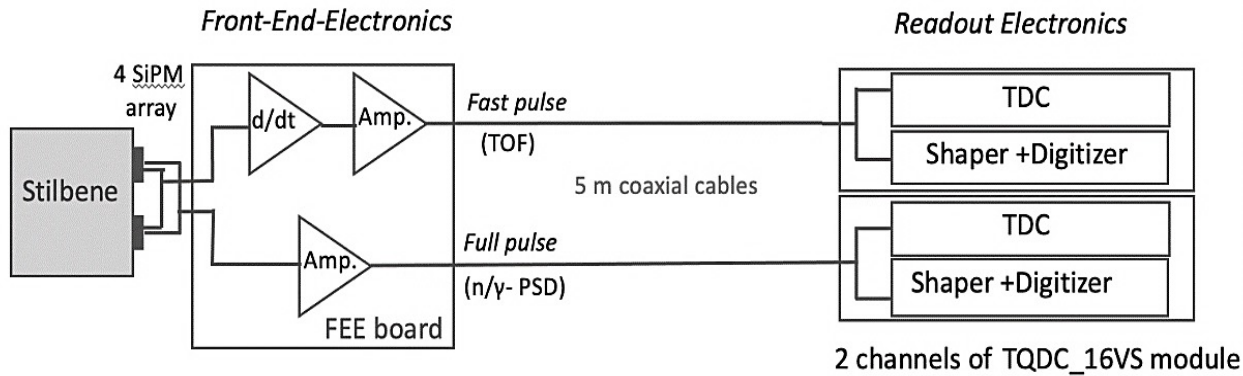 Front-End-Electronics
Readout Electronics
4 SiPM
array
d/dt
Amp.
Fast pulse
(TOF)
TDC
Shaper +Digitizer
Stilbene
5 m coaxial cables
Amp.
Full pulse
(n/γ- PSD)
TDC
Shaper +Digitizer
FEE board
2 channels of TQDC_16VS module